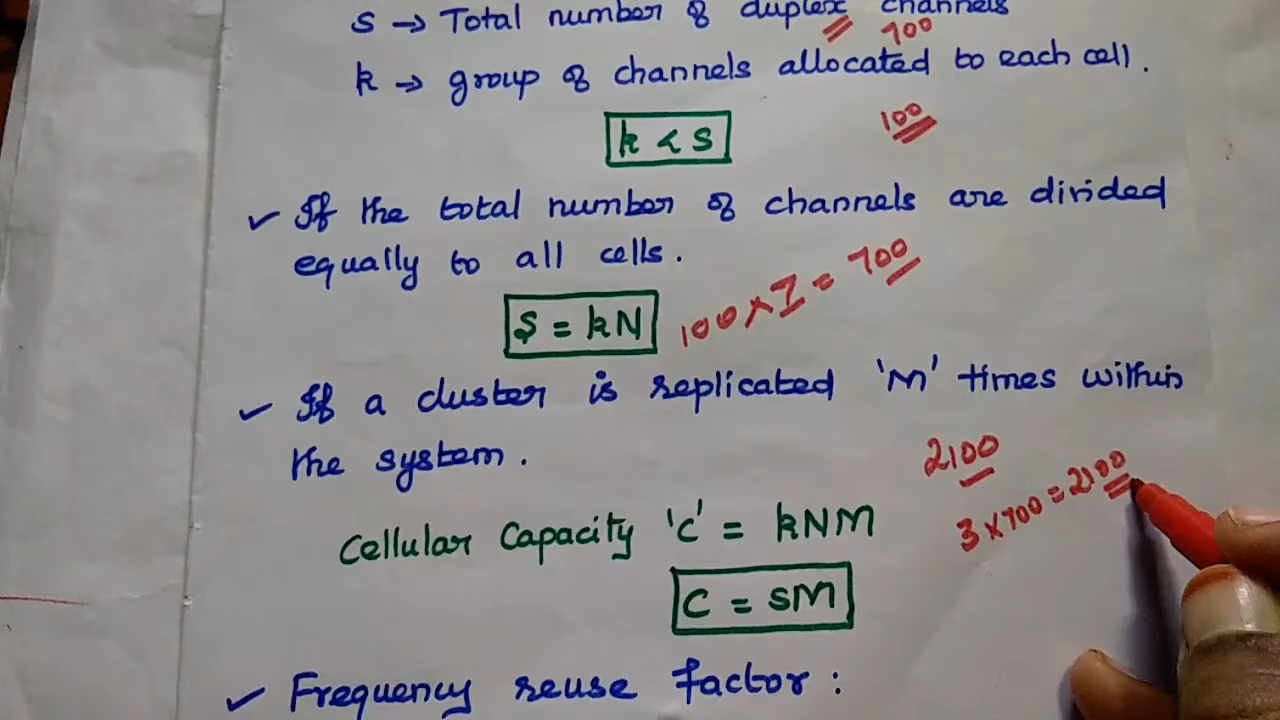 S → Total number of duplex channels
700
k → group of channels allocated to each cell.
100
k < S
✓ If the total number of channels are divided
equally to all cells.
S = kN 100 × 7 = 700
✓ If a cluster is replicated 'M' times within
the system.
2100
3 × 700 = 2100
Cellular Capacity 'C' = kNM
C = SM
✓ Frequency reuse factor :